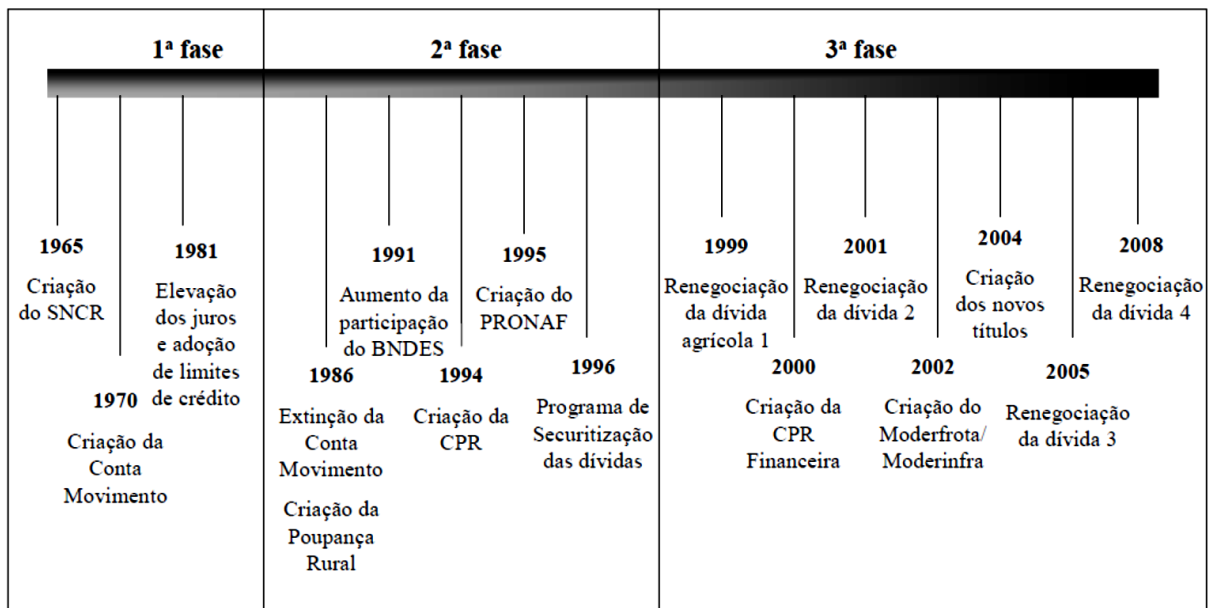 1ª fase
2ª fase
3ª fase
1965
Criação
do SNCR
1970
Criação da
Conta
Movimento
1981
Elevação
dos juros
e adoção
de limites
de crédito
1986
Extinção da
Conta
Movimento
Criação da
Poupança
Rural
1991
Aumento da
participação
do BNDES
1994
Criação da
CPR
1995
Criação do
PRONAF
1996
Programa de
Securitização
das dívidas
1999
Renegociação
da dívida
agrícola 1
2000
Criação da
CPR
Financeira
2001
Renegociação
da dívida 2
2002
Criação do
Moderfrota/
Moderinfra
2004
Criação
dos novos
títulos
2005
Renegociação
da dívida 3
2008
Renegociação
da dívida 4